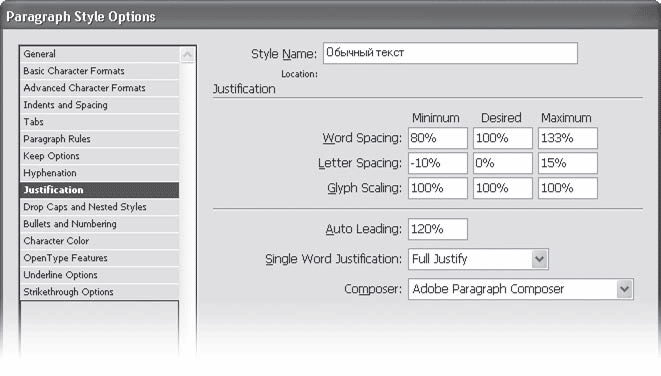 Paragraph Style Options
General
Basic Character Formats
Advanced Character Formats
Indents and Spacing
Tabs
Paragraph Rules
Keep Options
Hyphenation
Justification
Drop Caps and Nested Styles
Bullets and Numbering
Character Color
OpenType Features
Underline Options
Strikethrough Options
Style Name: Обычный текст
Location:
Justification
Minimum Desired Maximum
Word Spacing: 80% 100% 133%
Letter Spacing: -10% 0% 15%
Glyph Scaling: 100% 100% 100%
Auto Leading: 120%
Single Word Justification: Full Justify
Composer: Adobe Paragraph Composer